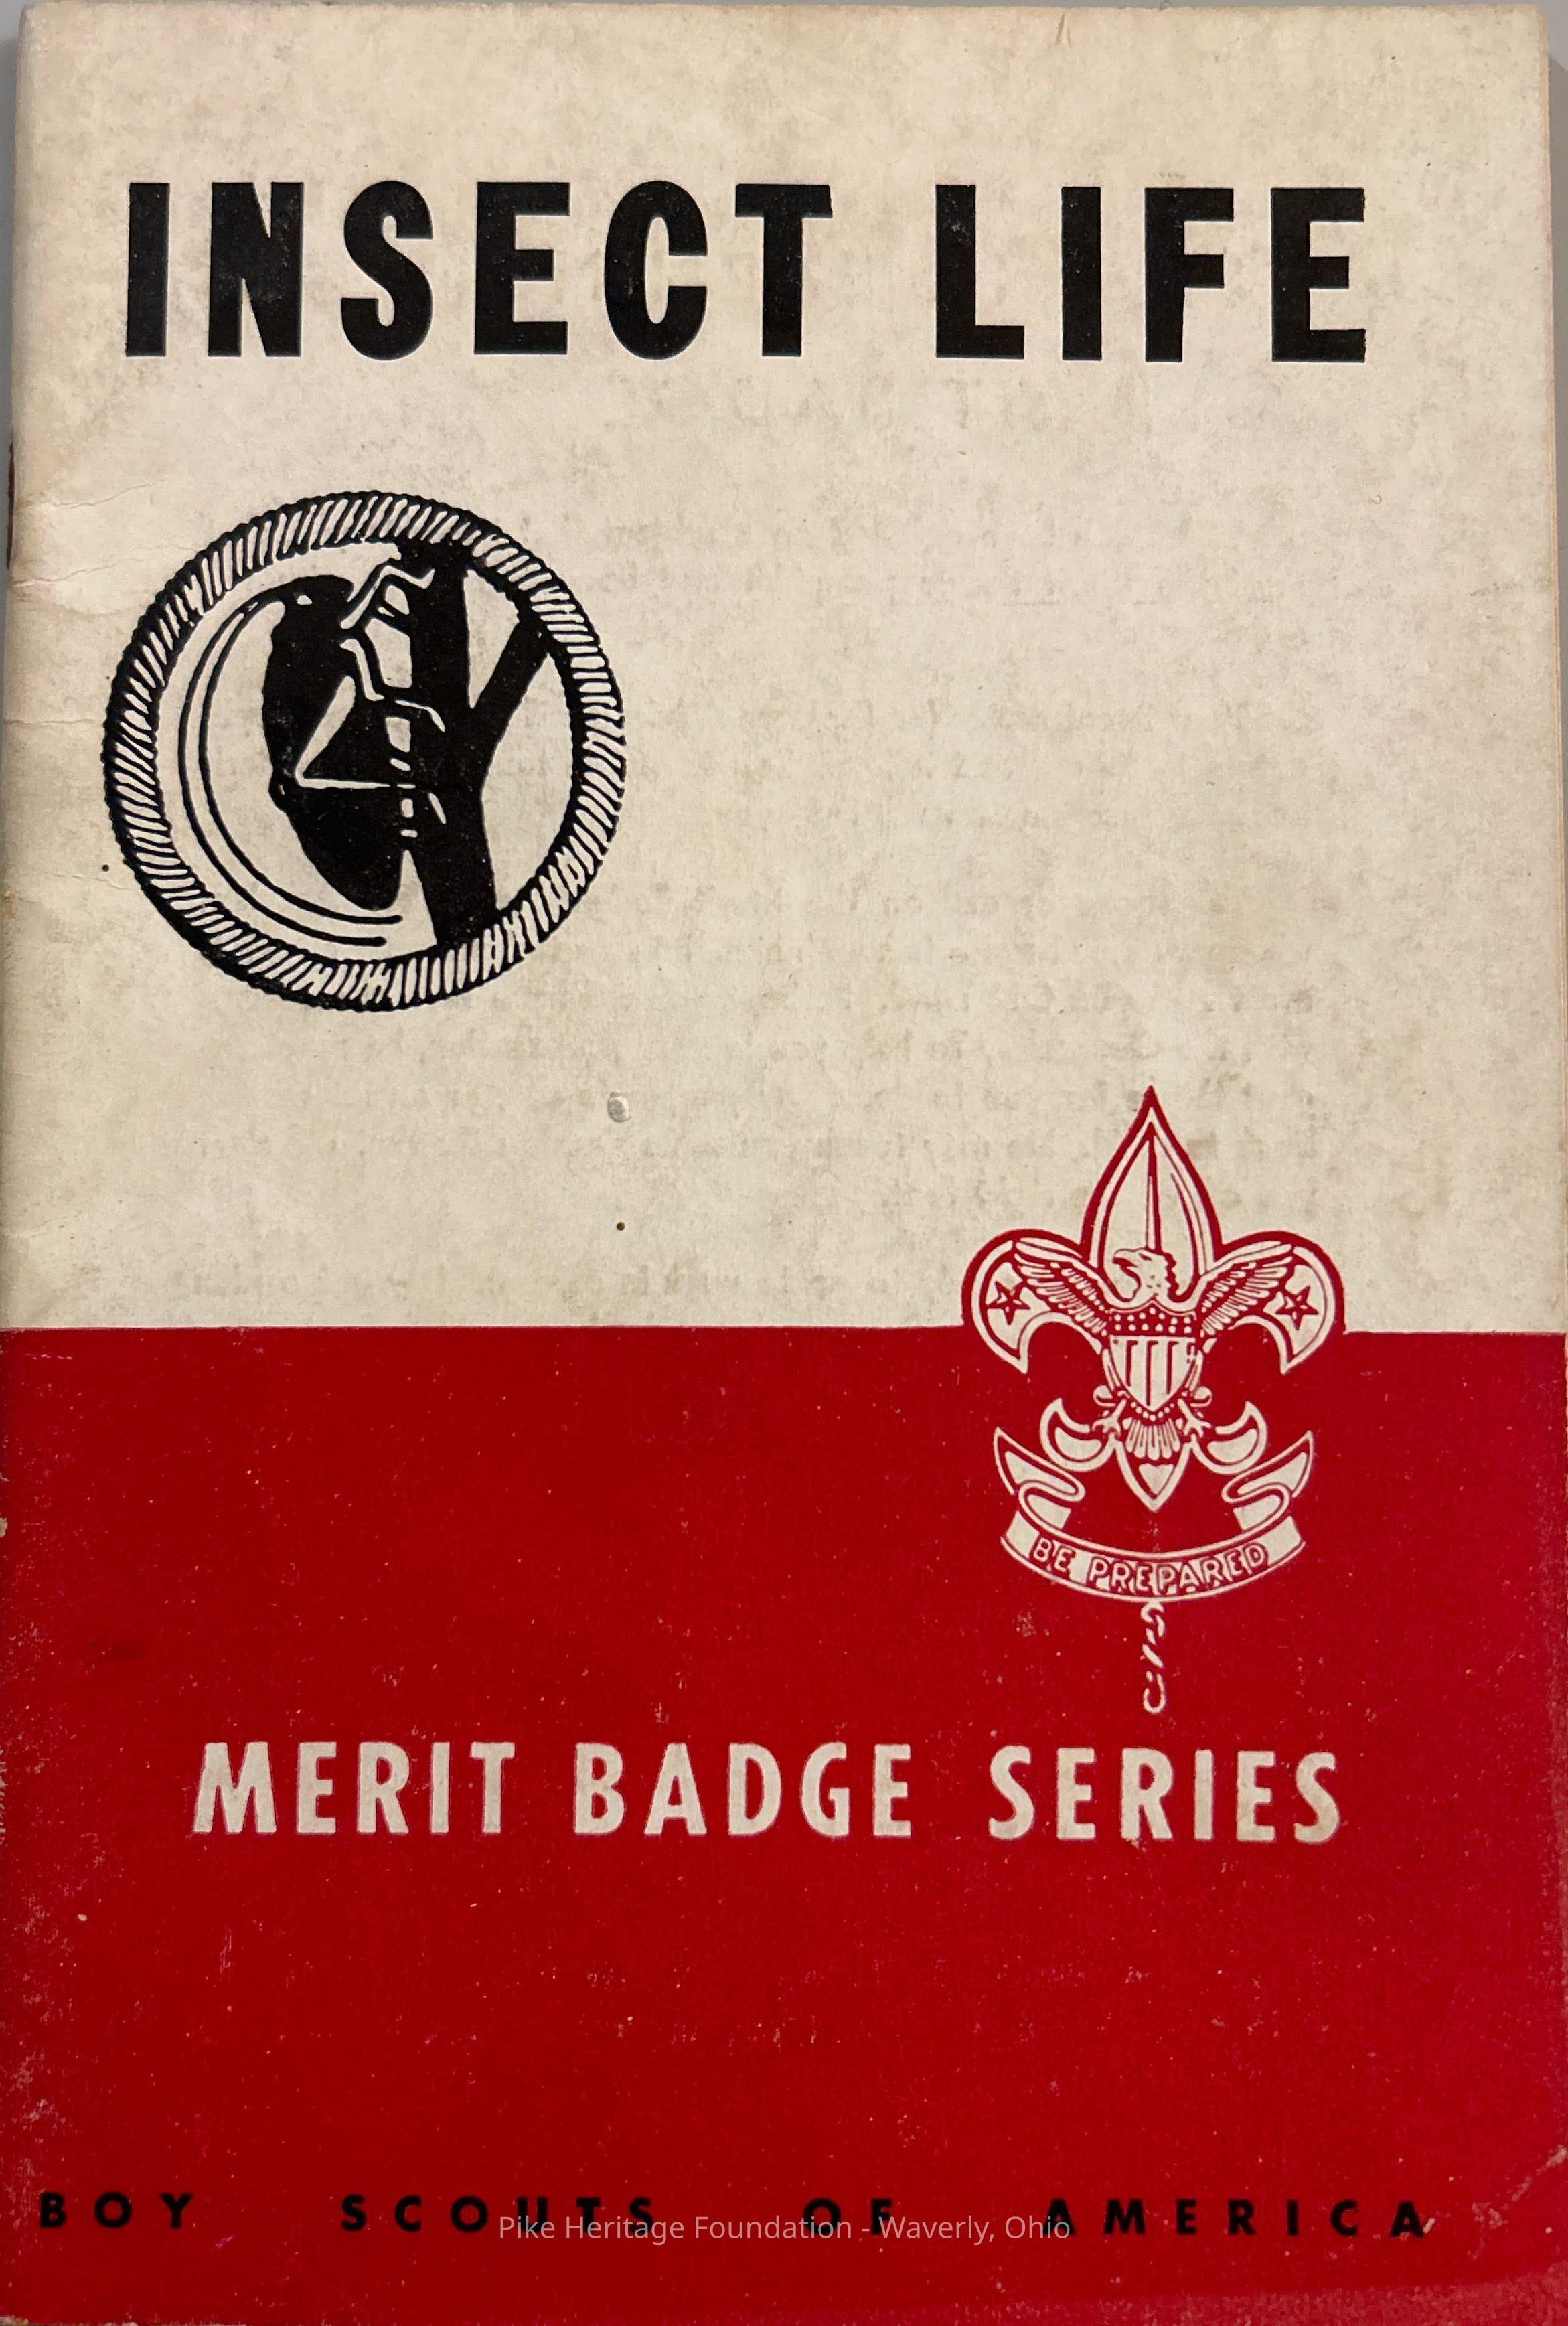 INSECT LIFE
BE PREPARED
MERIT BADGE SERIES
BOY SCOUTS OF AMERICA
Pike Heritage Foundation - Waverly, Ohio